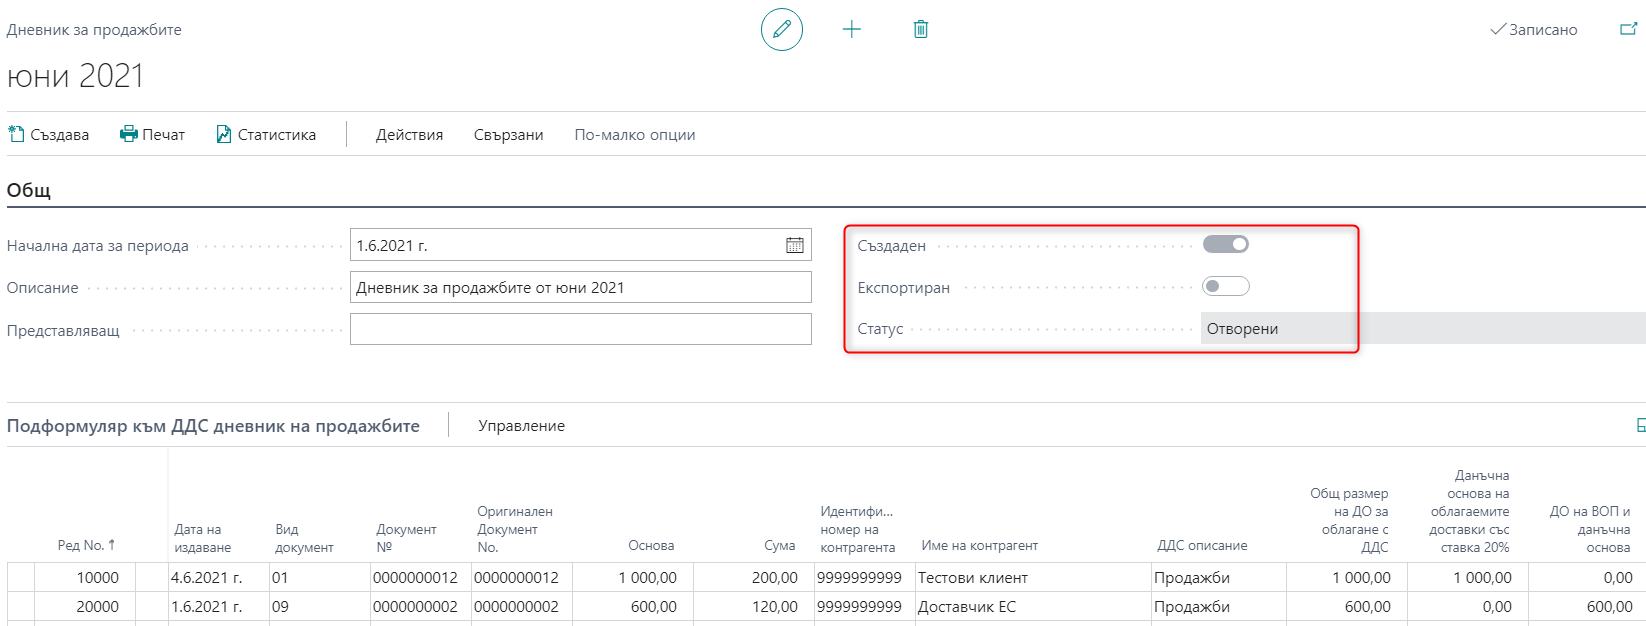 Дневник за продажбите
Записано
юни 2021
Създава
Печат
Статистика
Действия
Свързани
По-малко опции
Общ
Начална дата за периода
1.6.2021 г.
Създаден
Описание
Дневник за продажбите от юни 2021
Експортиран
Представляващ
Статус
Отворени
Подформуляр към ДДС дневник на продажбите
Управление
Ред No. ↑
Дата на
издаване
Вид
документ
Документ
№
Оригинален
Документ
No.
Основа
Сума
Идентифи...
номер на
контрагента
Име на контрагент
ДДС описание
Общ размер
на ДО за
облагане с
ДДС
Данъчна
основа на
облагаемите
доставки със
ставка 20%
ДО на ВОП и
данъчна
основа
10000 4.6.2021 г. 01 0000000012 0000000012 1 000,00 200,00 9999999999 Тестови клиент Продажби 1 000,00 1 000,00 0,00
20000 1.6.2021 г. 09 0000000002 0000000002 600,00 120,00 9999999999 Доставчик ЕС Продажби 600,00 0,00 600,00